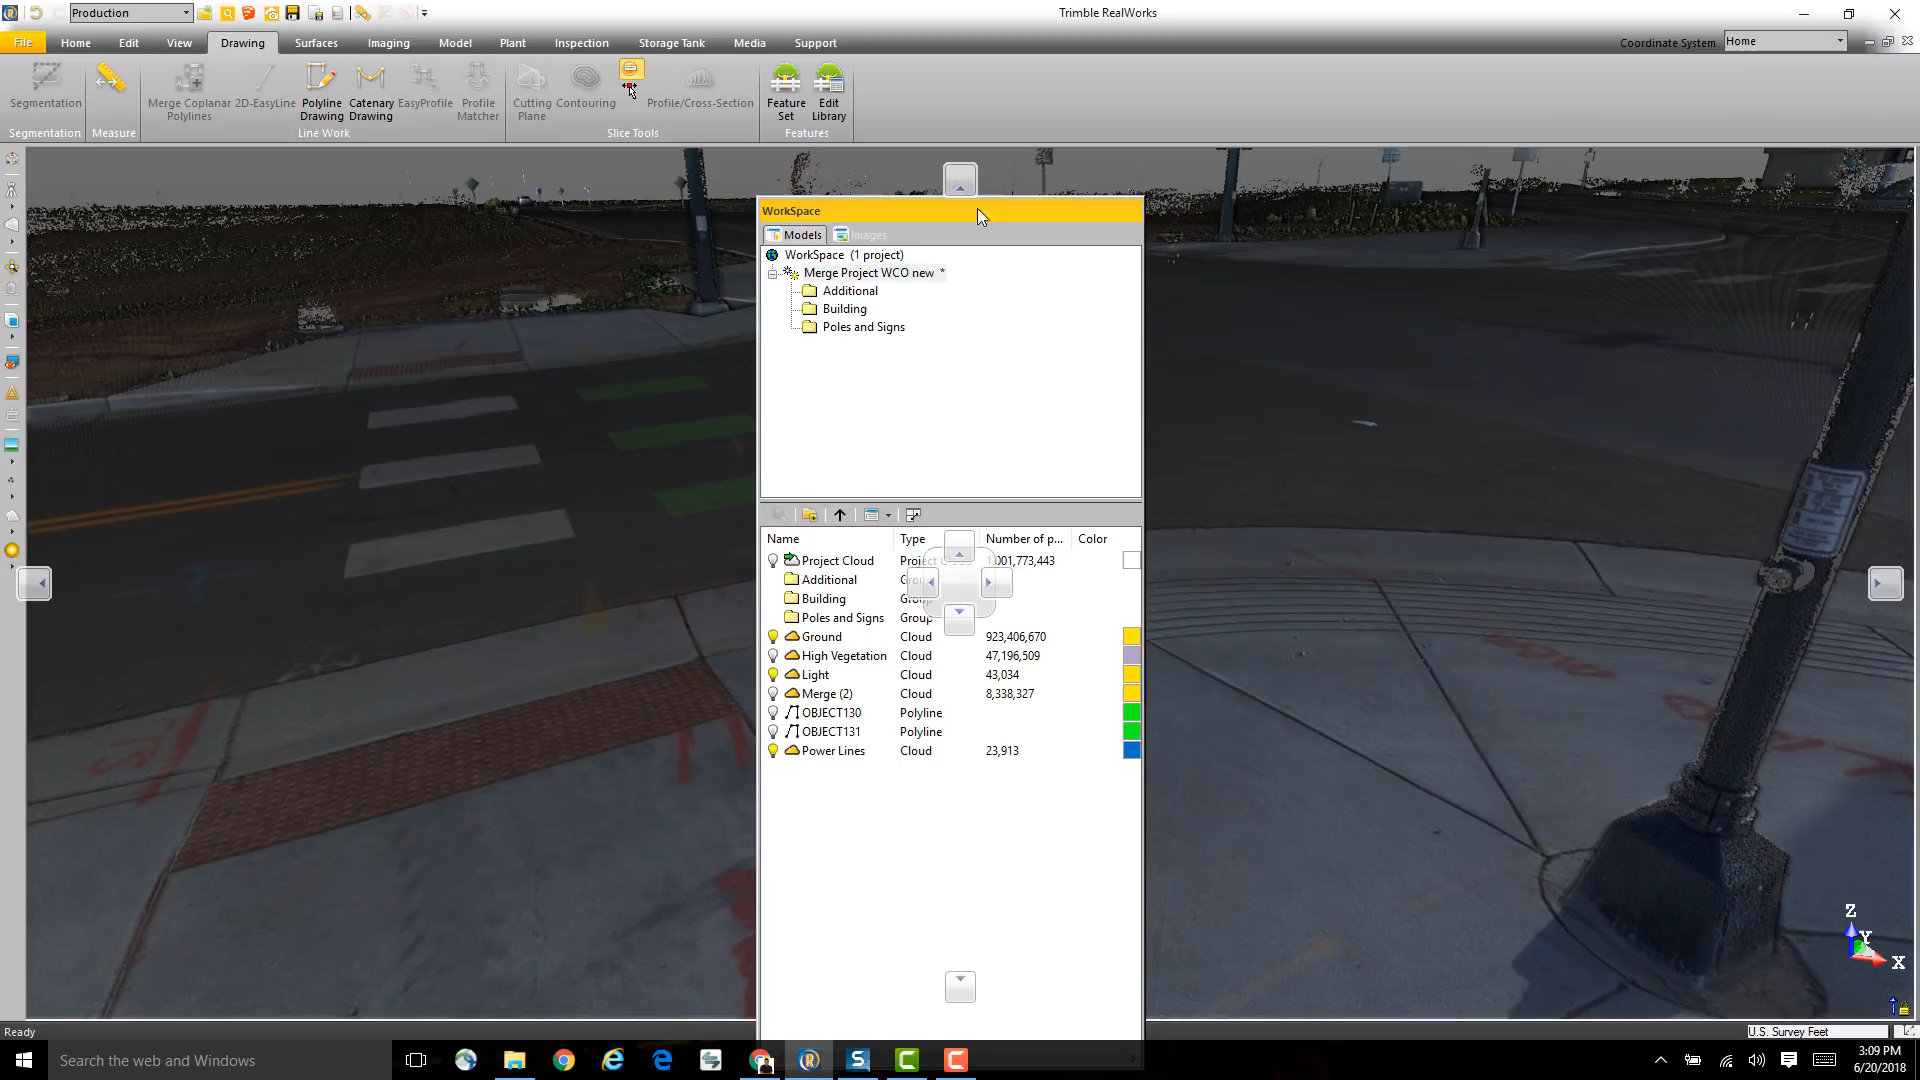 Production
Trimble RealWorks
File
Home
Edit
View
Drawing
Surfaces
Imaging
Model
Plant
Inspection
Storage Tank
Media
Support
Coordinate System
Home
Segmentation
Merge Coplanar
Polylines
2D-EasyLine
Polyline
Drawing
Catenary
Drawing
EasyProfile
Profile
Matcher
Cutting
Plane
Contouring
Profile/Cross-Section
Feature
Set
Edit
Library
Segmentation
Measure
Line Work
Slice Tools
Features
WorkSpace
Models
Images
WorkSpace (1 project)
Merge Project WCO new *
Additional
Building
Poles and Signs
Name Type Number of p... Color
Project Cloud Project Cloud 1,001,773,443
Additional
Building Group
Poles and Signs Group
Ground Cloud 923,406,670
High Vegetation Cloud 47,196,509
Light Cloud 43,034
Merge (2) Cloud 8,338,327
OBJECT130 Polyline
OBJECT131 Polyline
Power Lines Cloud 23,913
Z
Y
X
Ready
U.S. Survey Feet
Search the web and Windows
3:09 PM
6/20/2018